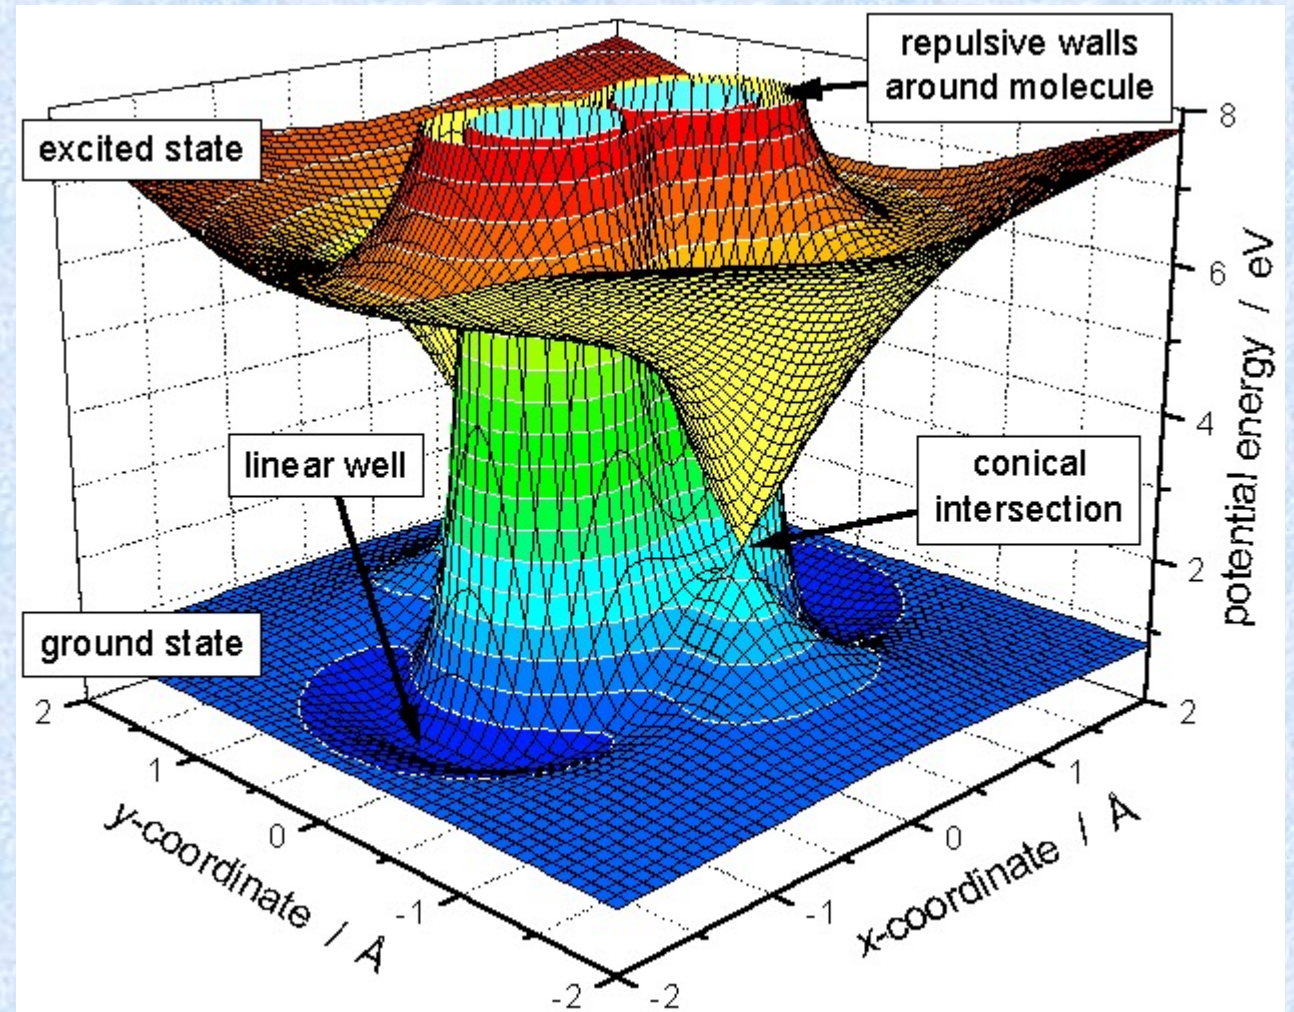 repulsive walls
around molecule
excited state
8
6
4
2
potential energy / eV
linear well
conical
intersection
ground state
2
1
0
-1
-2
y-coordinate / Å
2
1
0
-1
-2
x-coordinate / Å